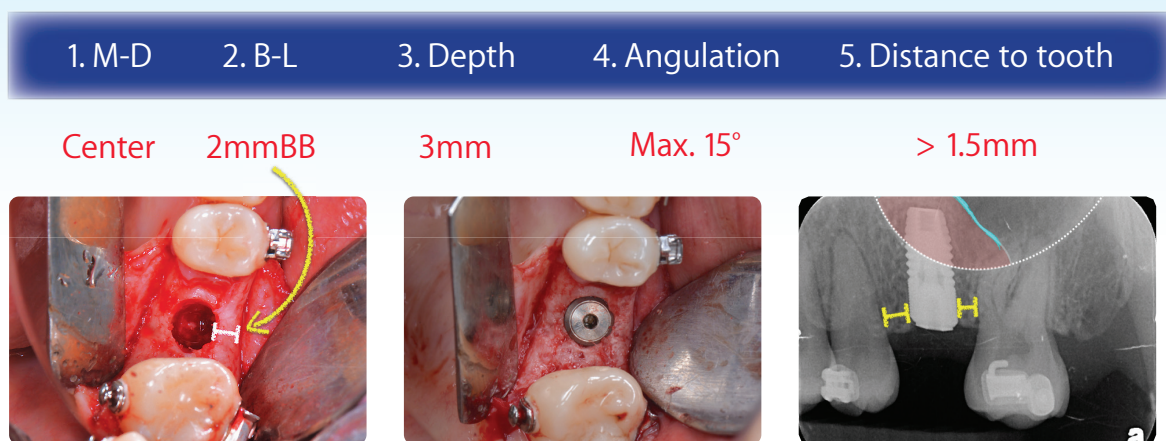 1. M-D 2. B-L 3. Depth 4. Angulation 5. Distance to tooth
Center 2mmBB 3mm Max. 15° > 1.5mm
a